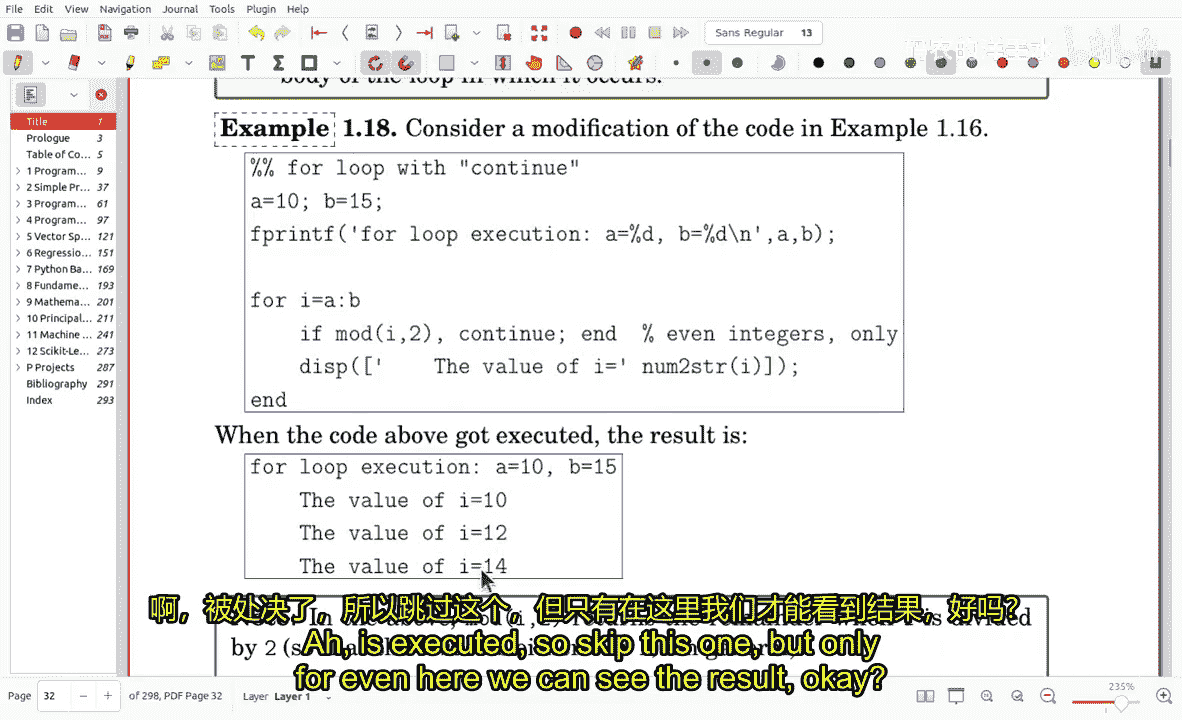 File Edit View Navigation Journal Tools Plugin Help
Sans Regular 13
body of the loop in which it occurs.
Title 1
Prologue 3
Table of Co... 5
1 Program... 9
2 Simple Pr... 37
3 Program... 61
4 Program... 97
5 Vector Sp... 121
6 Regressio... 151
7 Python Ba... 169
8 Fundame... 193
9 Mathema... 201
10 Principal... 211
11 Machine ... 241
12 Scikit-Le... 273
P Projects 287
Bibliography 291
Index 293
Example 1.18. Consider a modification of the code in Example 1.16.
%% for loop with "continue"
a=10; b=15;
fprintf('for loop execution: a=%d, b=%d\n',a,b);
for i=a:b
if mod(i,2), continue; end % even integers, only
disp([' The value of i=' num2str(i)]);
end
When the code above got executed, the result is:
for loop execution: a=10, b=15
The value of i=10
The value of i=12
The value of i=14
啊，被处决了，所以跳过这个，但只有在这里我们才能看到结果，好吗？
Ah, is executed, so skip this one, but only
for even here we can see the result, okay?
by 2
Page 32 − + of 298, PDF Page 32 Layer Layer 1
235%